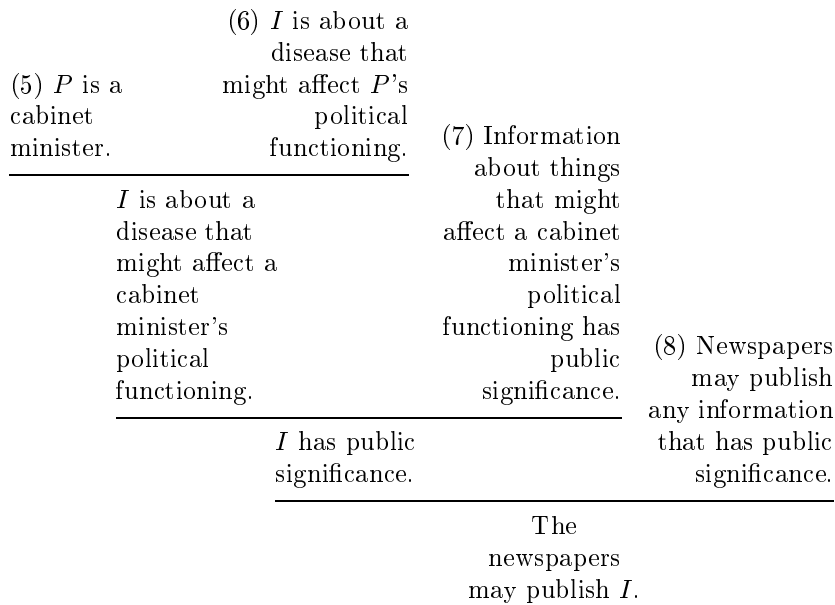 (5) P is a
cabinet
minister.
(6) I is about a
disease that
might affect P's
political
functioning.
I is about a
disease that
might affect a
cabinet
minister's
political
functioning.
(7) Information
about things
that might
affect a cabinet
minister's
political
functioning has
public
significance.
I has public
significance.
(8) Newspapers
may publish
any information
that has public
significance.
The
newspapers
may publish I.